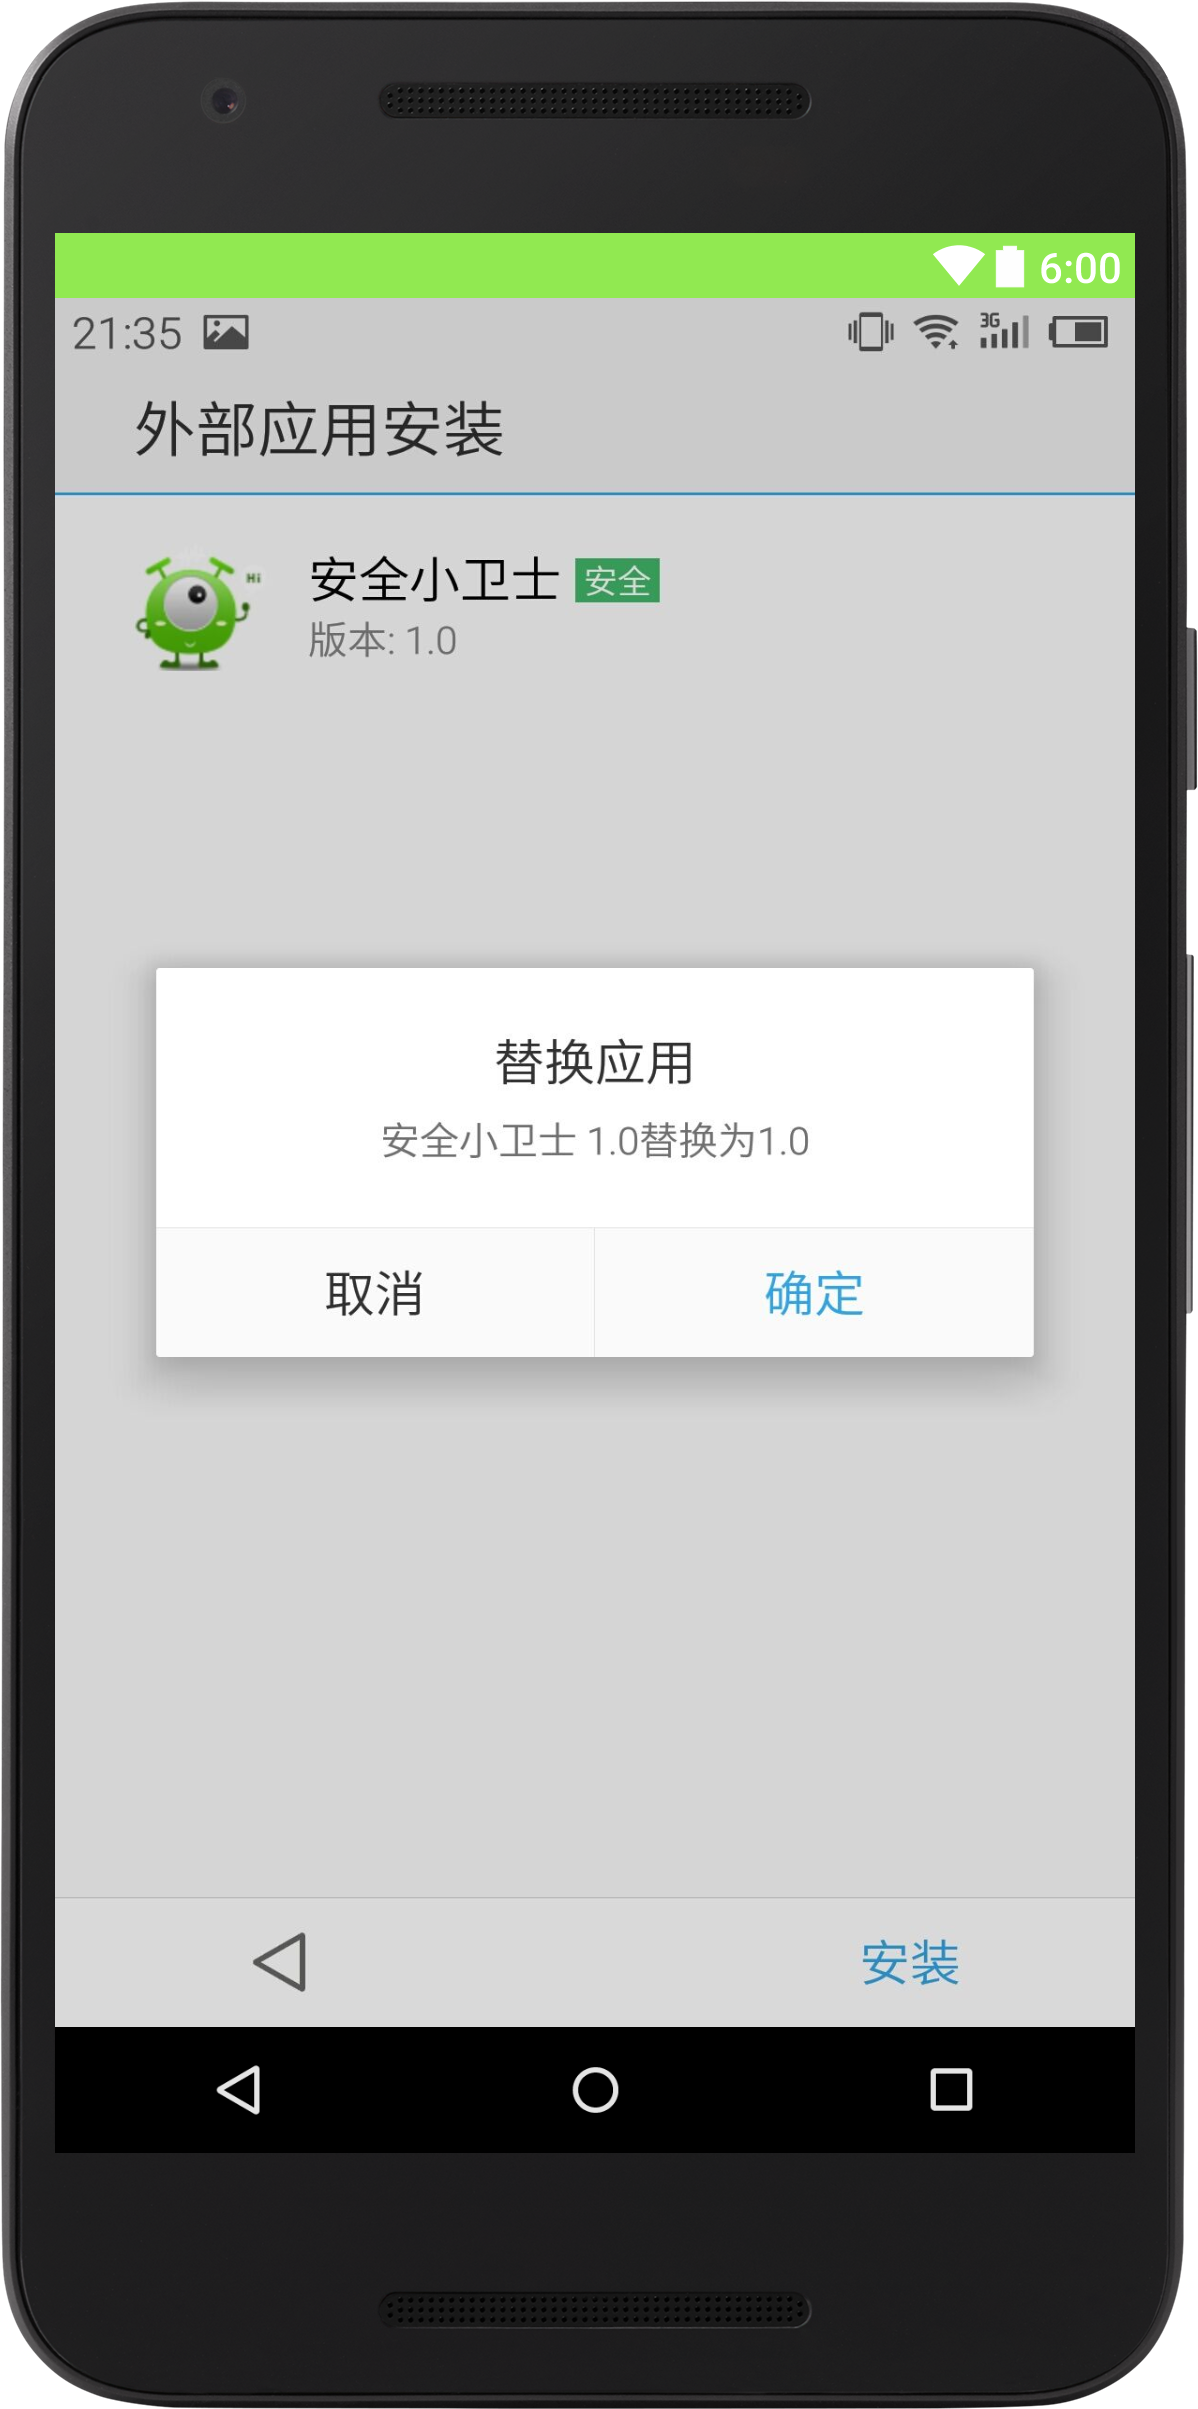 6:00
21:35 3G
外部应用安装
Hi
安全小卫士 安全
版本: 1.0
替换应用
安全小卫士 1.0替换为1.0
取消 确定
安装